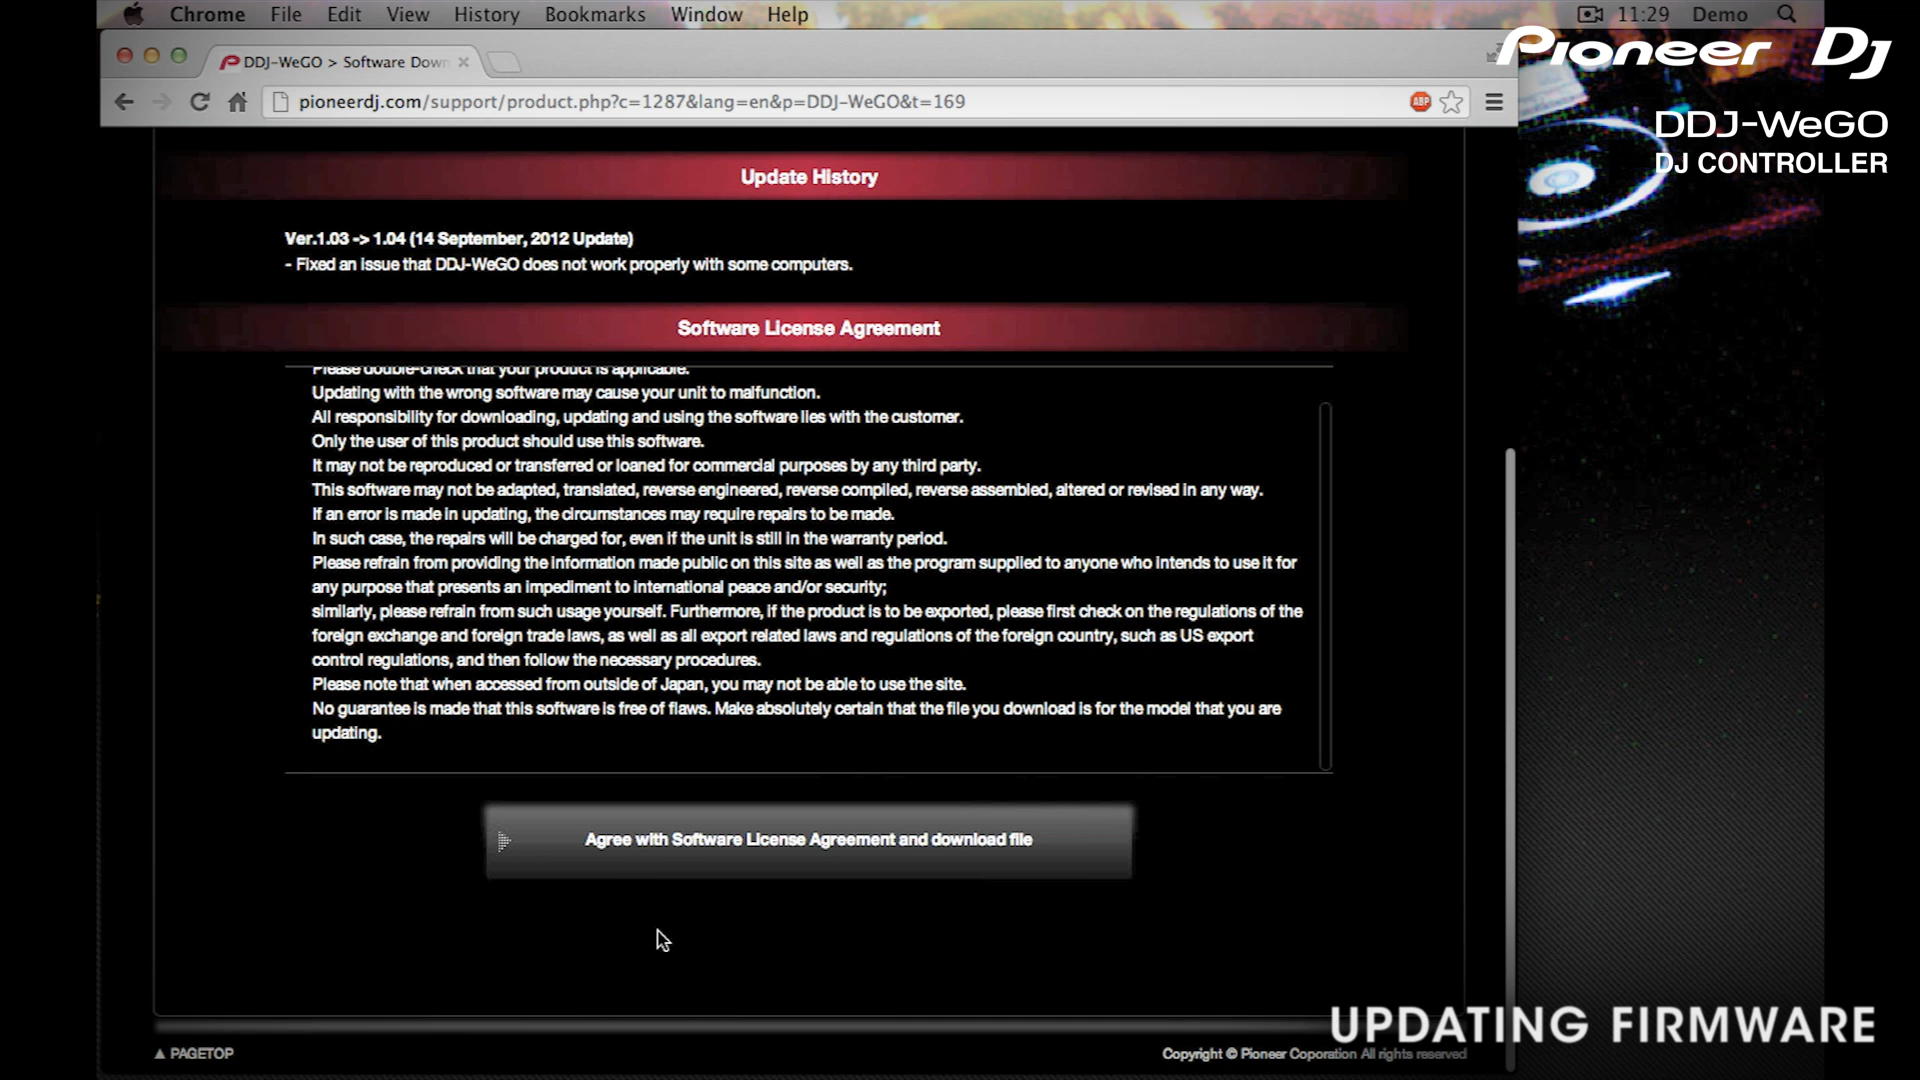 Chrome File Edit View History Bookmarks Window Help 11:29 Demo
Pioneer Dj
DDJ-WeGO > Software Down
pioneerdj.com/support/product.php?c=1287&lang=en&p=DDJ-WeGO&t=169
ABP
DDJ-WeGO
DJ CONTROLLER
Update History
Ver.1.03 -> 1.04 (14 September, 2012 Update)
- Fixed an issue that DDJ-WeGO does not work properly with some computers.
Software License Agreement
Please double-check that your product is applicable.
Updating with the wrong software may cause your unit to malfunction.
All responsibility for downloading, updating and using the software lies with the customer.
Only the user of this product should use this software.
It may not be reproduced or transferred or loaned for commercial purposes by any third party.
This software may not be adapted, translated, reverse engineered, reverse compiled, reverse assembled, altered or revised in any way.
If an error is made in updating, the circumstances may require repairs to be made.
In such case, the repairs will be charged for, even if the unit is still in the warranty period.
Please refrain from providing the information made public on this site as well as the program supplied to anyone who intends to use it for
any purpose that presents an impediment to international peace and/or security;
similarly, please refrain from such usage yourself. Furthermore, if the product is to be exported, please first check on the regulations of the
foreign exchange and foreign trade laws, as well as all export related laws and regulations of the foreign country, such as US export
control regulations, and then follow the necessary procedures.
Please note that when accessed from outside of Japan, you may not be able to use the site.
No guarantee is made that this software is free of flaws. Make absolutely certain that the file you download is for the model that you are
updating.
Agree with Software License Agreement and download file
UPDATING FIRMWARE
▲ PAGETOP
Copyright © Pioneer Coporation All rights reserved